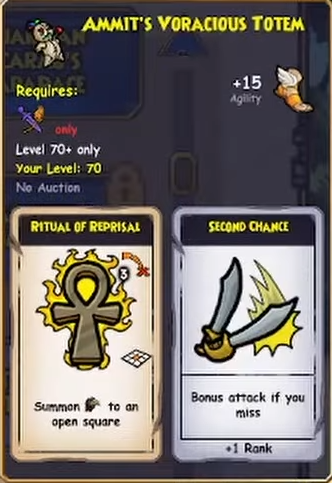 AMMIT'S VORACIOUS TOTEM
Requires:
only
Level 70+ only
Your Level: 70
No Auction
+15
Agility
RITUAL OF REPRISAL
3
Summon to an
open square
SECOND CHANCE
Bonus attack if you
miss
+1 Rank